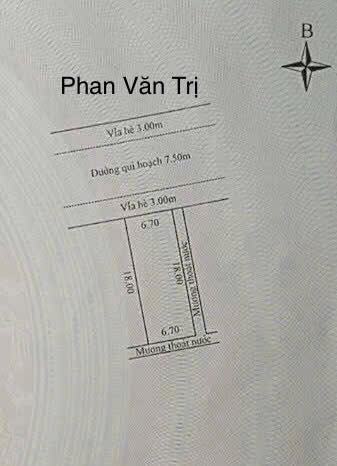 B
Phan Văn Trị
Vỉa hè 3.00m
Đường qui hoạch 7.50m
Vỉa hè 3.00m
6.70
18.00
18.00
Mương thoát nước
6.70
Mương thoát nước